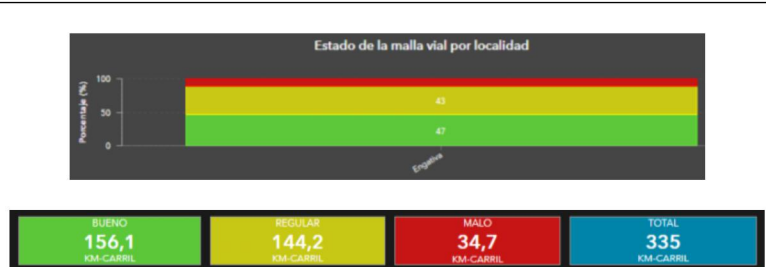 Estado de la malla vial por localidad
Porcentaje (%)
100
50
0
43
47
Engativa
BUENO
156,1
KM-CARRIL
REGULAR
144,2
KM-CARRIL
MALO
34,7
KM-CARRIL
TOTAL
335
KM-CARRIL